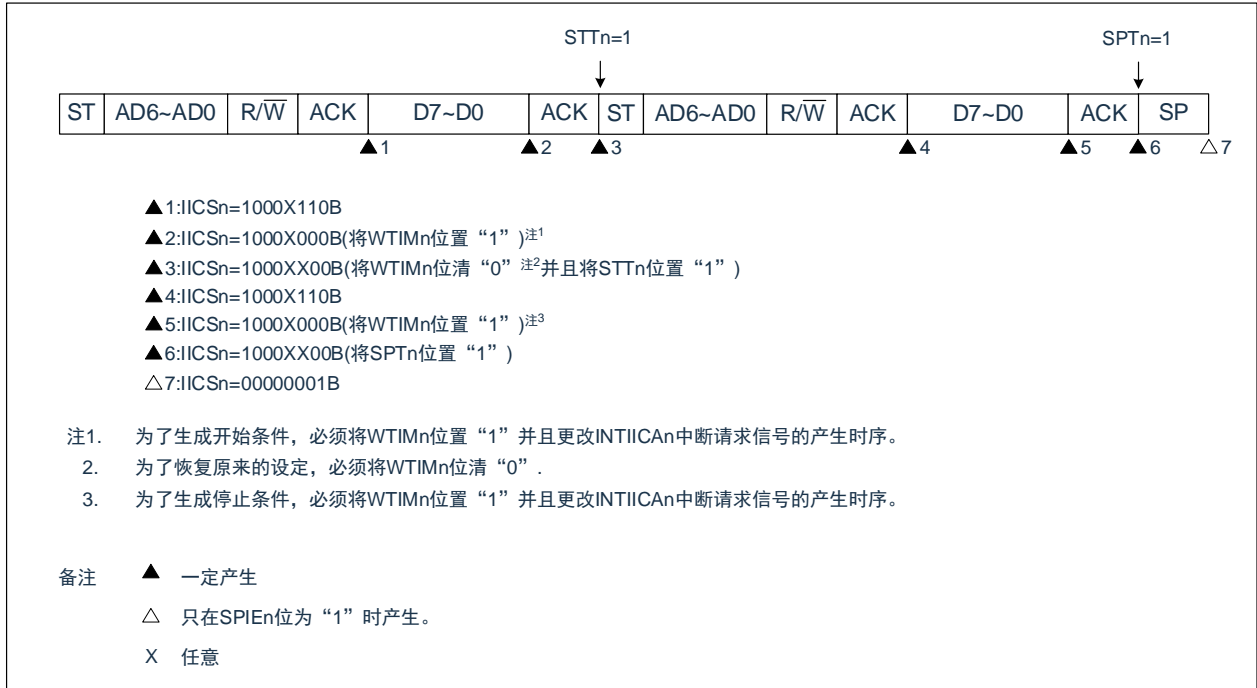 STTn=1 SPTn=1
ST AD6~AD0 R/W̅ ACK D7~D0 ACK ST AD6~AD0 R/W̅ ACK D7~D0 ACK SP
▲1 ▲2 ▲3 ▲4 ▲5 ▲6 △7
▲1:IICSn=1000X110B
▲2:IICSn=1000X000B(将WTIMn位置“1”)注1
▲3:IICSn=1000XX00B(将WTIMn位清“0”注2并且将STTn位置“1”)
▲4:IICSn=1000X110B
▲5:IICSn=1000X000B(将WTIMn位置“1”)注3
▲6:IICSn=1000XX00B(将SPTn位置“1”)
△7:IICSn=00000001B
注1. 为了生成开始条件，必须将WTIMn位置“1”并且更改INTIICAn中断请求信号的产生时序。
2. 为了恢复原来的设定，必须将WTIMn位清“0”.
3. 为了生成停止条件，必须将WTIMn位置“1”并且更改INTIICAn中断请求信号的产生时序。
备注 ▲ 一定产生
△ 只在SPIEn位为“1”时产生。
X 任意